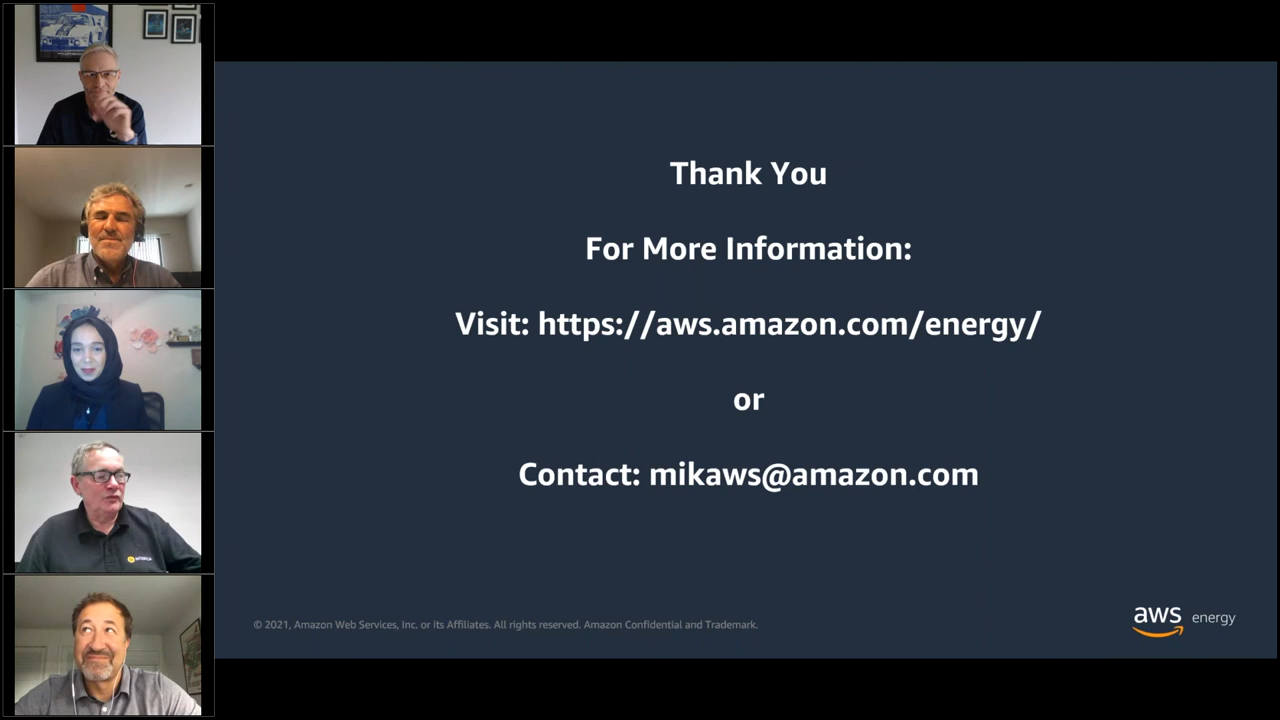 Thank You
For More Information:
Visit: https://aws.amazon.com/energy/
or
Contact: mikaws@amazon.com
© 2021, Amazon Web Services, Inc. or its Affiliates. All rights reserved. Amazon Confidential and Trademark.
aws energy